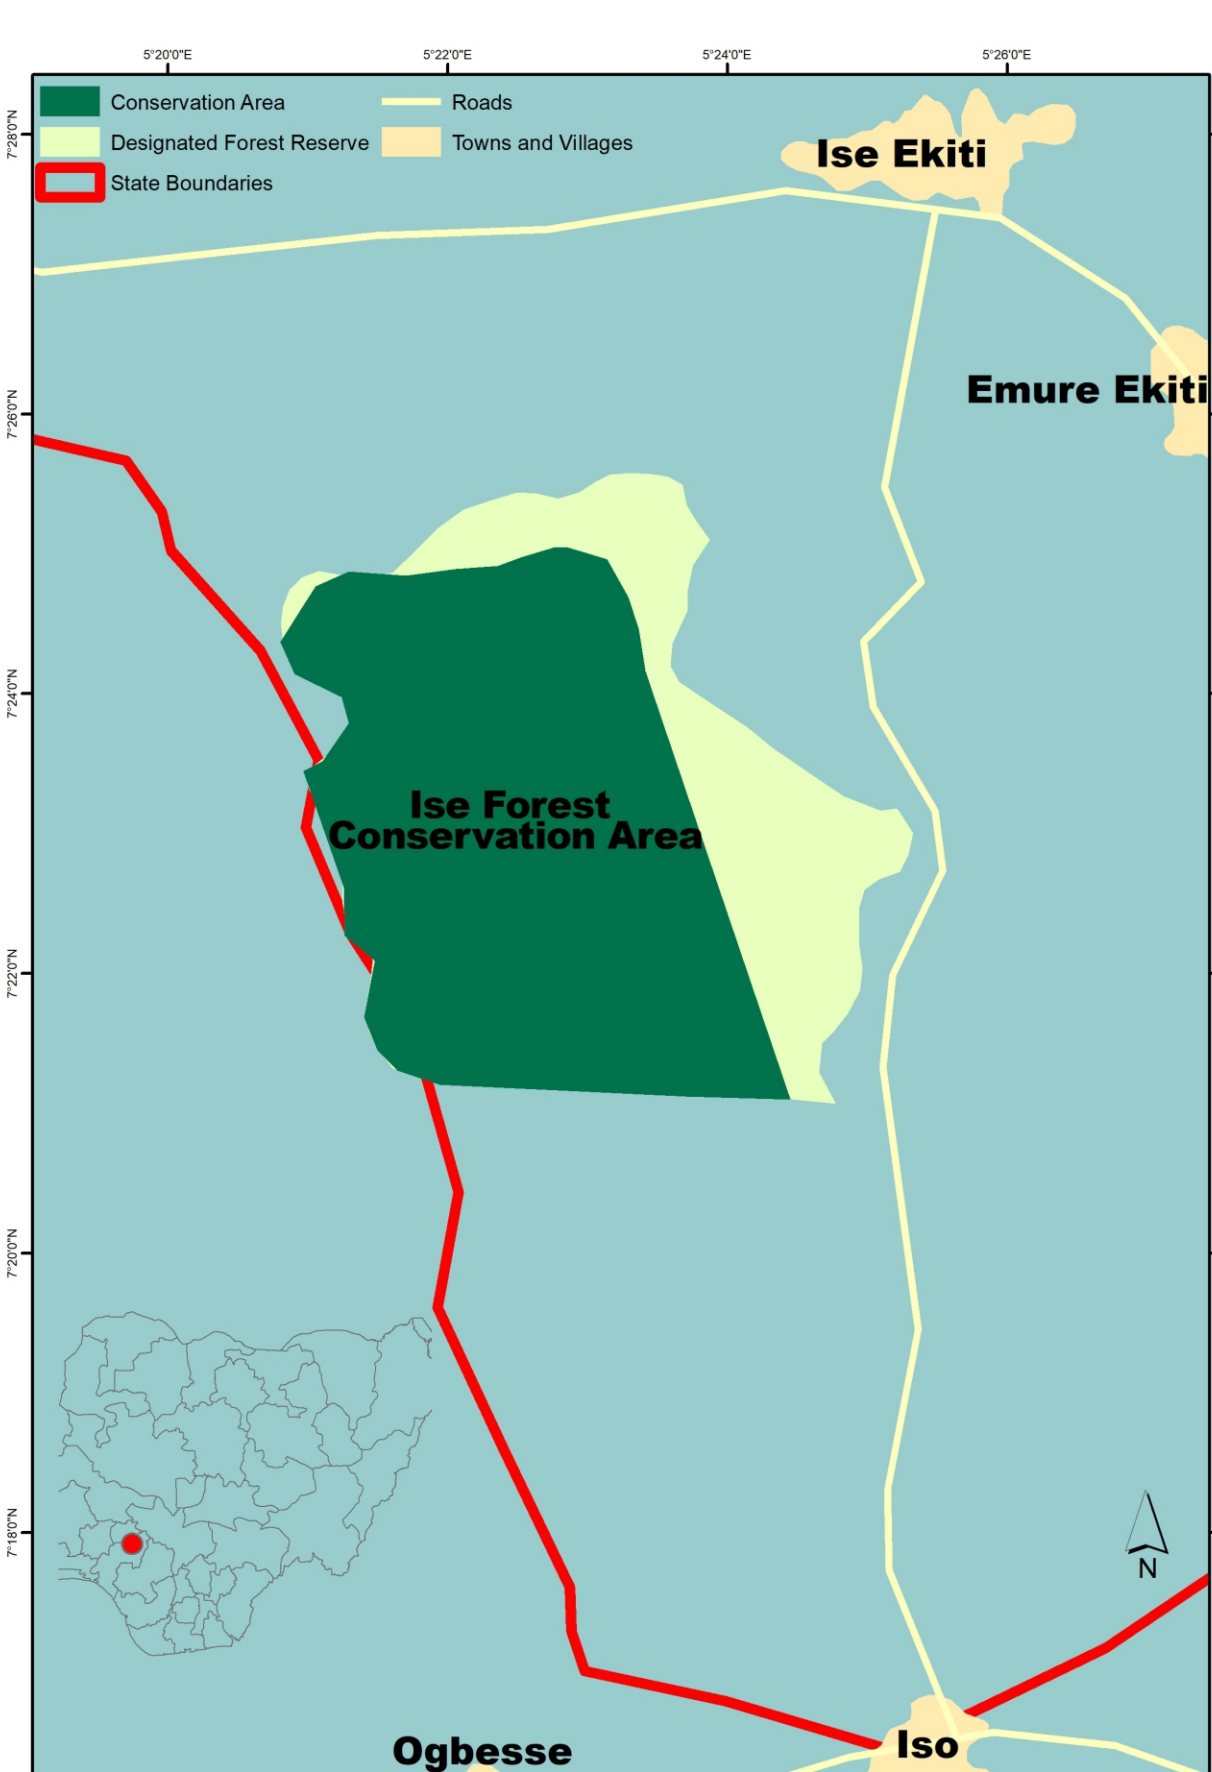 5°20'0"E 5°22'0"E 5°24'0"E 5°26'0"E
Conservation Area Roads
Designated Forest Reserve Towns and Villages
State Boundaries
7°28'0"N
Ise Ekiti
Emure Ekiti
7°26'0"N
7°24'0"N
Ise Forest
Conservation Area
7°22'0"N
7°20'0"N
7°18'0"N
N
Iso
Ogbesse